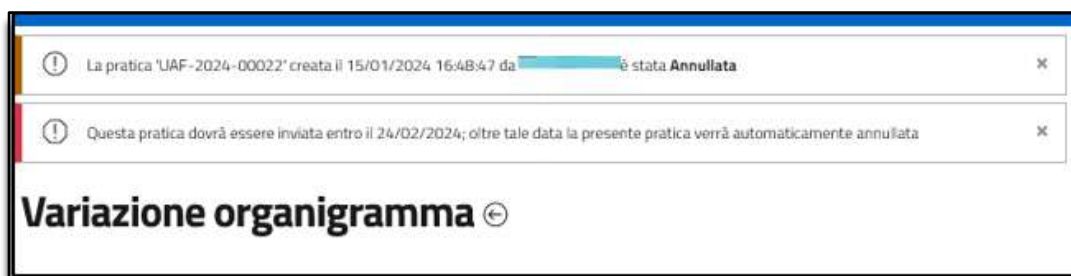 La pratica 'UAF-2024-00022' creata il 15/01/2024 16:48:47 da è stata Annullata
Questa pratica dovrà essere inviata entro il 24/02/2024; oltre tale data la presente pratica verrà automaticamente annullata
Variazione organigramma